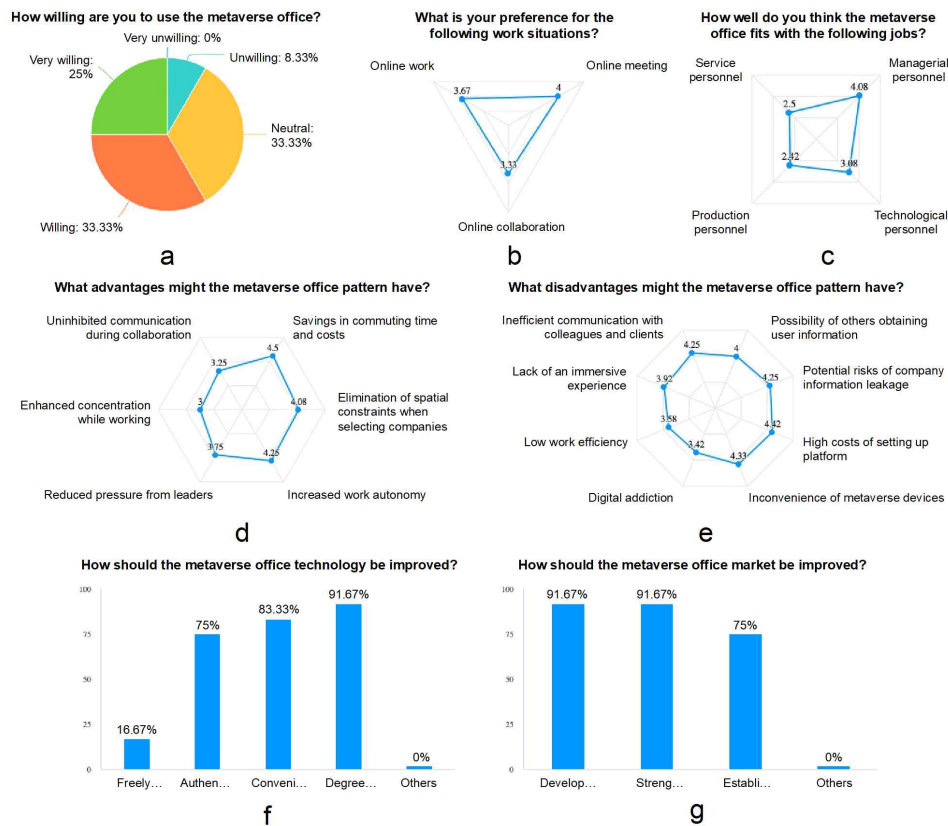 How willing are you to use the metaverse office?
Very unwilling: 0%
Unwilling: 8.33%
Very willing:
25%
Neutral:
33.33%
Willing: 33.33%
a
What is your preference for the
following work situations?
Online work
Online meeting
3.67
4
3.33
Online collaboration
b
How well do you think the metaverse
office fits with the following jobs?
Service
personnel
Managerial
personnel
2.5
4.08
2.42
3.08
Production
personnel
Technological
personnel
c
What advantages might the metaverse office pattern have?
Uninhibited communication
during collaboration
Savings in commuting time
and costs
3.25
4.5
Enhanced concentration
while working
3
4.08
Elimination of spatial
constraints when
selecting companies
3.75
4.25
Reduced pressure from leaders
Increased work autonomy
d
What disadvantages might the metaverse office pattern have?
Inefficient communication with
colleagues and clients
Possibility of others obtaining
user information
4.25
4
Lack of an immersive
experience
3.92
4.25
Potential risks of company
information leakage
Low work efficiency
3.58
4.42
High costs of setting up
platform
3.42
4.33
Digital addiction
Inconvenience of metaverse devices
e
How should the metaverse office technology be improved?
100
75
50
25
0
16.67%
75%
83.33%
91.67%
0%
Freely...
Authen...
Conveni...
Degree...
Others
f
How should the metaverse office market be improved?
100
75
50
25
0
91.67%
91.67%
75%
0%
Develop...
Streng...
Establi...
Others
g